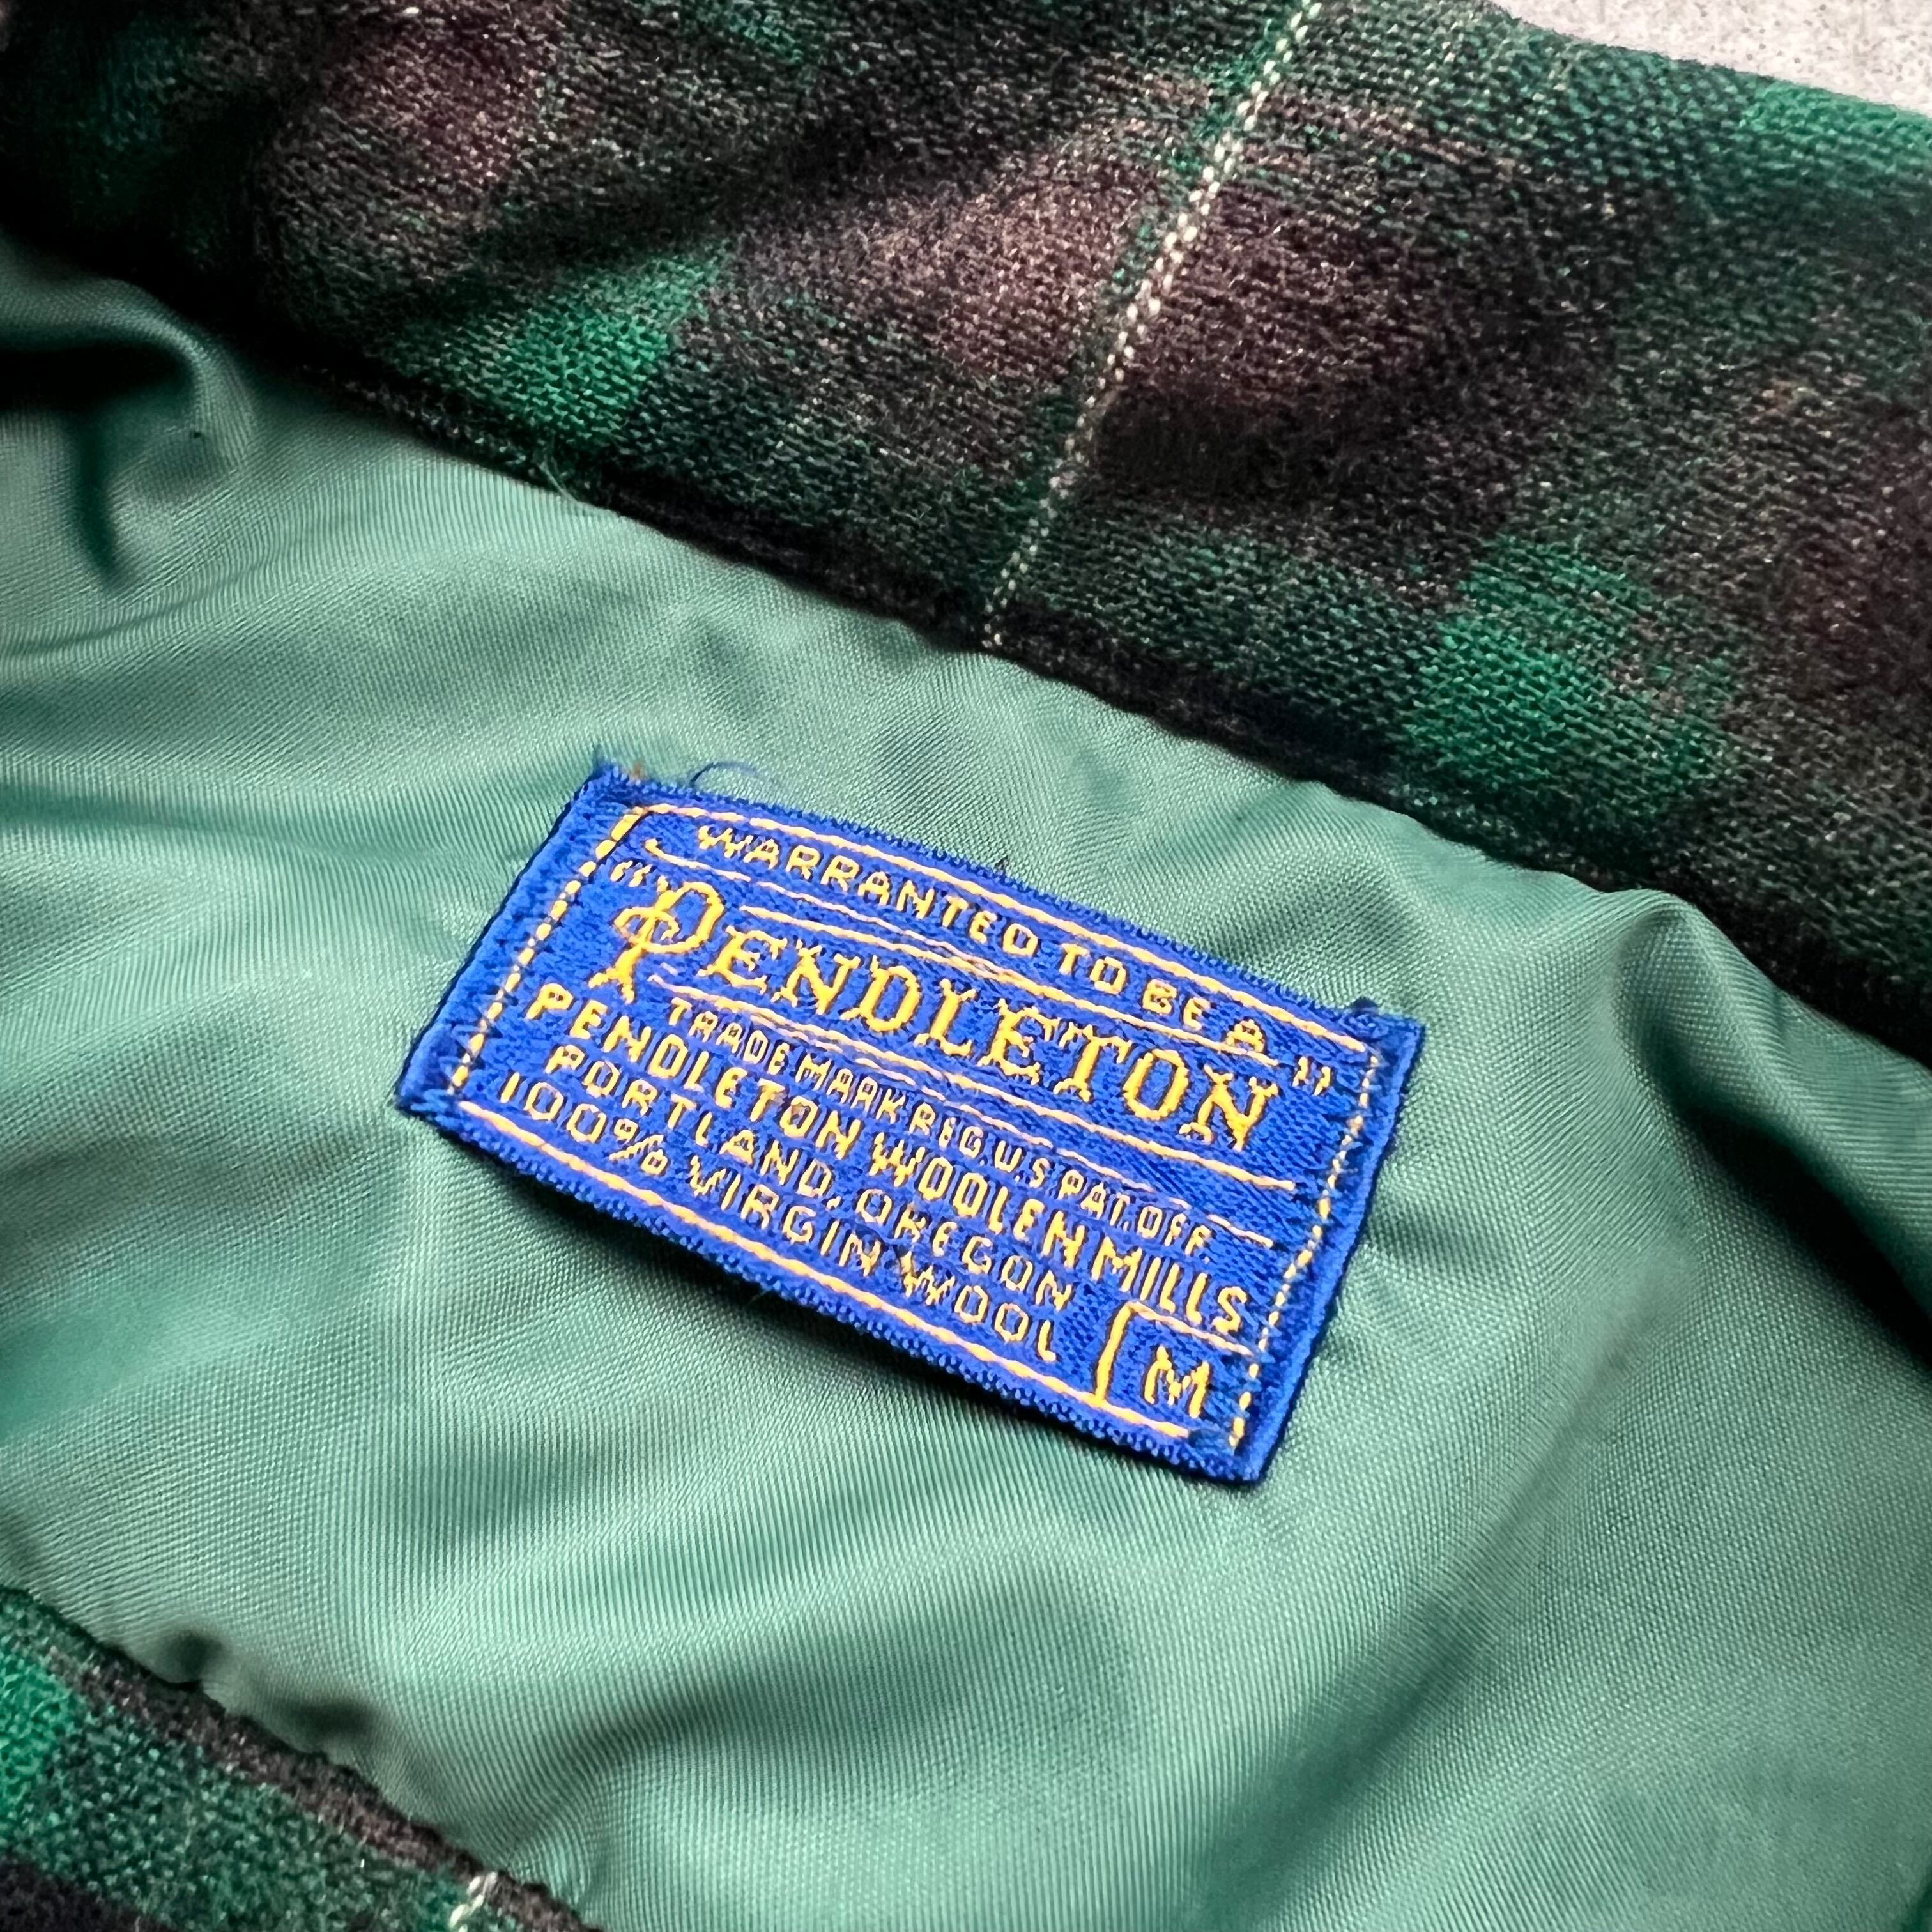 WARRANTED TO BE A
"PENDLETON"
TRADE MARK REG. U.S. PAT. OFF.
PENDLETON WOOLEN MILLS
PORTLAND, OREGON
100% VIRGIN WOOL
M